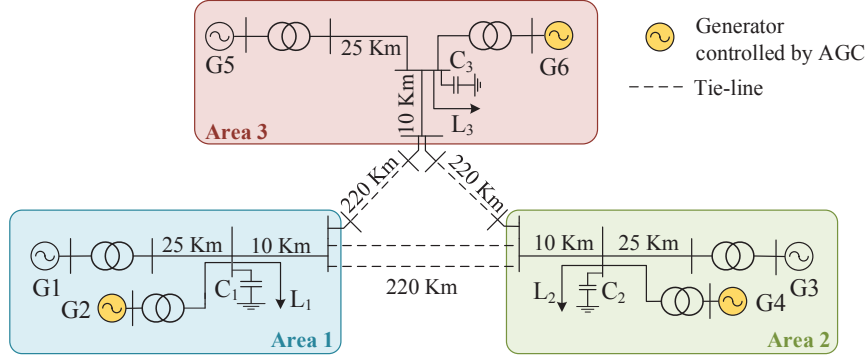 G5
25 Km
C3
G6
10 Km
L3
Area 3
Generator
controlled by AGC
Tie-line
220 Km
220 Km
G1
25 Km
10 Km
G2
C1
L1
Area 1
220 Km
10 Km
25 Km
L2
C2
G4
G3
Area 2